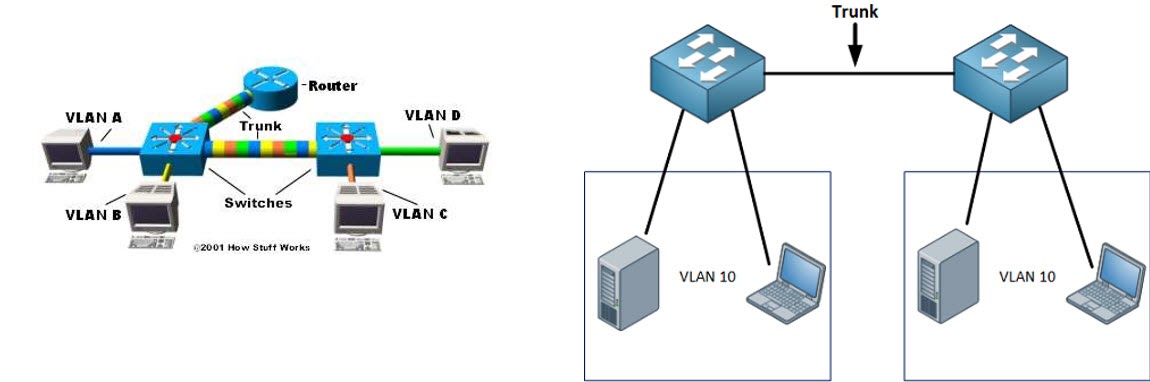 Router
Trunk
VLAN A
VLAN D
Switches
VLAN B
VLAN C
©2001 How Stuff Works
Trunk
VLAN 10
VLAN 10